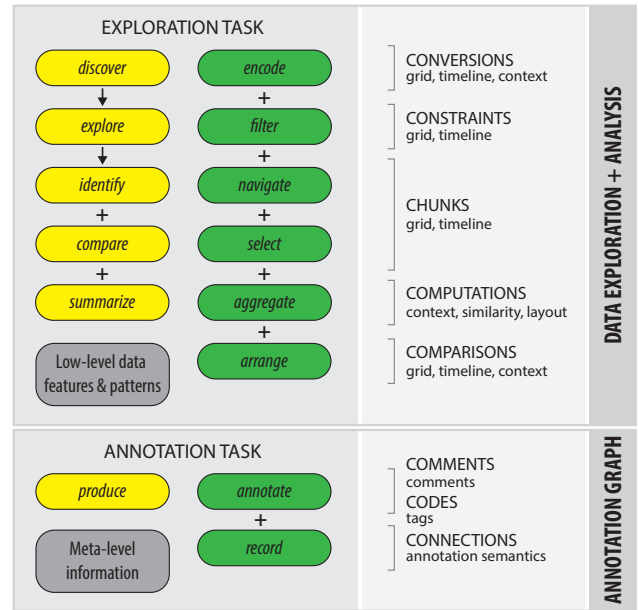 EXPLORATION TASK
discover
encode
+
explore
filter
+
identify
navigate
+
+
compare
select
+
+
summarize
aggregate
+
Low-level data
features & patterns
arrange
CONVERSIONS
grid, timeline, context
CONSTRAINTS
grid, timeline
CHUNKS
grid, timeline
COMPUTATIONS
context, similarity, layout
COMPARISONS
grid, timeline, context
DATA EXPLORATION + ANALYSIS
ANNOTATION TASK
produce
annotate
+
Meta-level
information
record
COMMENTS
comments
CODES
tags
CONNECTIONS
annotation semantics
ANNOTATION GRAPH